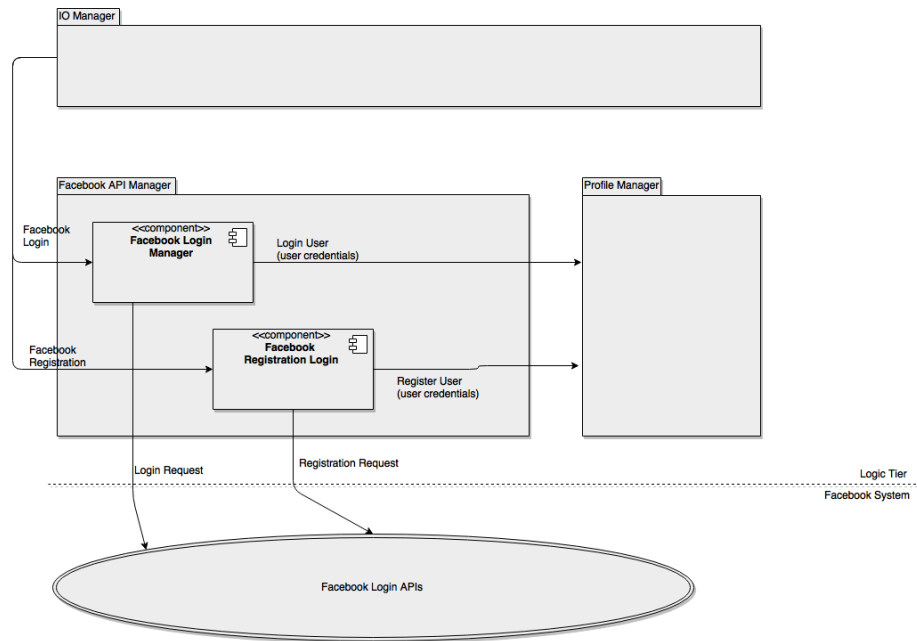 IO Manager
Facebook API Manager
Profile Manager
Facebook
Login
<<component>>
Facebook Login
Manager
Login User
(user credentials)
<<component>>
Facebook
Registration Login
Facebook
Registration
Register User
(user credentials)
Login Request
Registration Request
Logic Tier
Facebook System
Facebook Login APIs